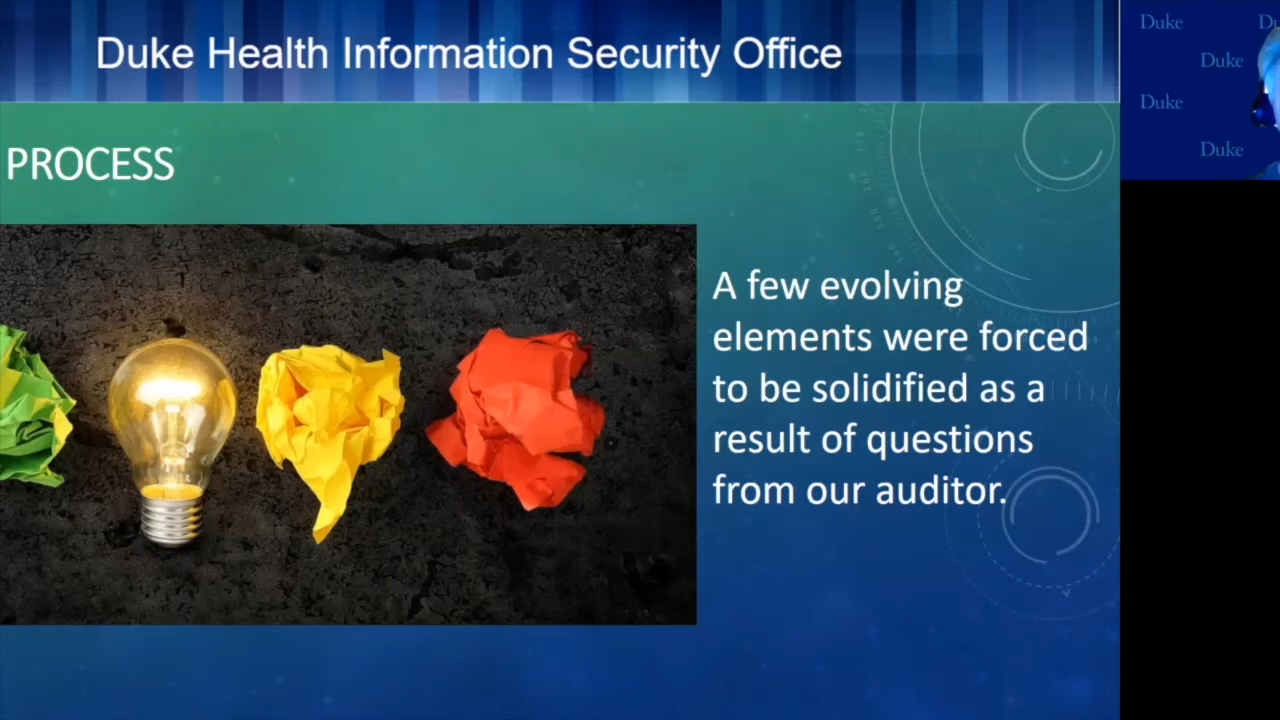 Duke Health Information Security Office
PROCESS
A few evolving
elements were forced
to be solidified as a
result of questions
from our auditor.
Duke
Duke
Duke
Duke